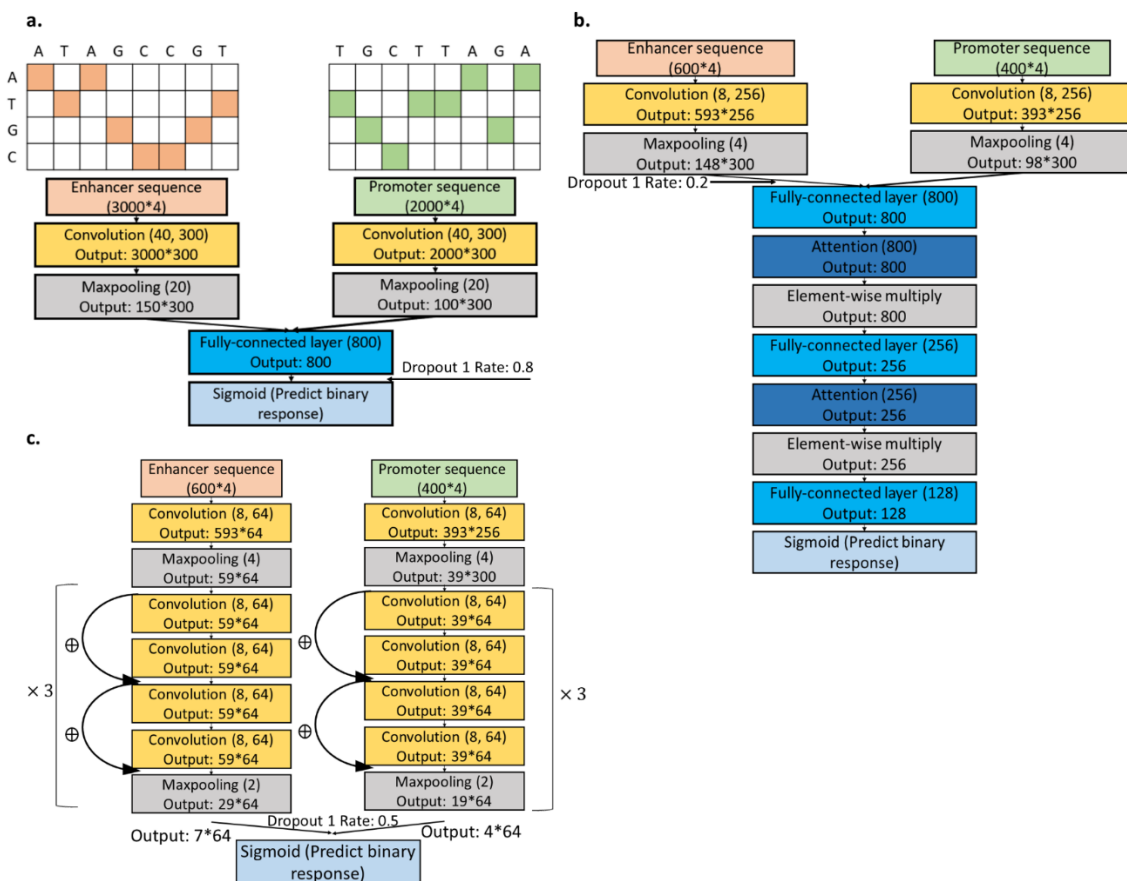 a.
A T A G C C G T
T G C T T A G A
A
T
G
C
Enhancer sequence
(3000*4)
Convolution (40, 300)
Output: 3000*300
Maxpooling (20)
Output: 150*300
Promoter sequence
(2000*4)
Convolution (40, 300)
Output: 2000*300
Maxpooling (20)
Output: 100*300
Fully-connected layer (800)
Output: 800
Dropout 1 Rate: 0.8
Sigmoid (Predict binary
response)
b.
Enhancer sequence
(600*4)
Convolution (8, 256)
Output: 593*256
Maxpooling (4)
Output: 148*300
Promoter sequence
(400*4)
Convolution (8, 256)
Output: 393*256
Maxpooling (4)
Output: 98*300
Dropout 1 Rate: 0.2
Fully-connected layer (800)
Output: 800
Attention (800)
Output: 800
Element-wise multiply
Output: 800
Fully-connected layer (256)
Output: 256
Attention (256)
Output: 256
Element-wise multiply
Output: 256
Fully-connected layer (128)
Output: 128
Sigmoid (Predict binary
response)
c.
Enhancer sequence
(600*4)
Convolution (8, 64)
Output: 593*64
Maxpooling (4)
Output: 59*64
Convolution (8, 64)
Output: 59*64
Convolution (8, 64)
Output: 59*64
Convolution (8, 64)
Output: 59*64
Convolution (8, 64)
Output: 59*64
Maxpooling (2)
Output: 29*64
⊕
⊕
× 3
Output: 7*64
Promoter sequence
(400*4)
Convolution (8, 64)
Output: 393*256
Maxpooling (4)
Output: 39*300
Convolution (8, 64)
Output: 39*64
Convolution (8, 64)
Output: 39*64
Convolution (8, 64)
Output: 39*64
Convolution (8, 64)
Output: 39*64
Maxpooling (2)
Output: 19*64
⊕
⊕
× 3
Output: 4*64
Dropout 1 Rate: 0.5
Sigmoid (Predict binary
response)